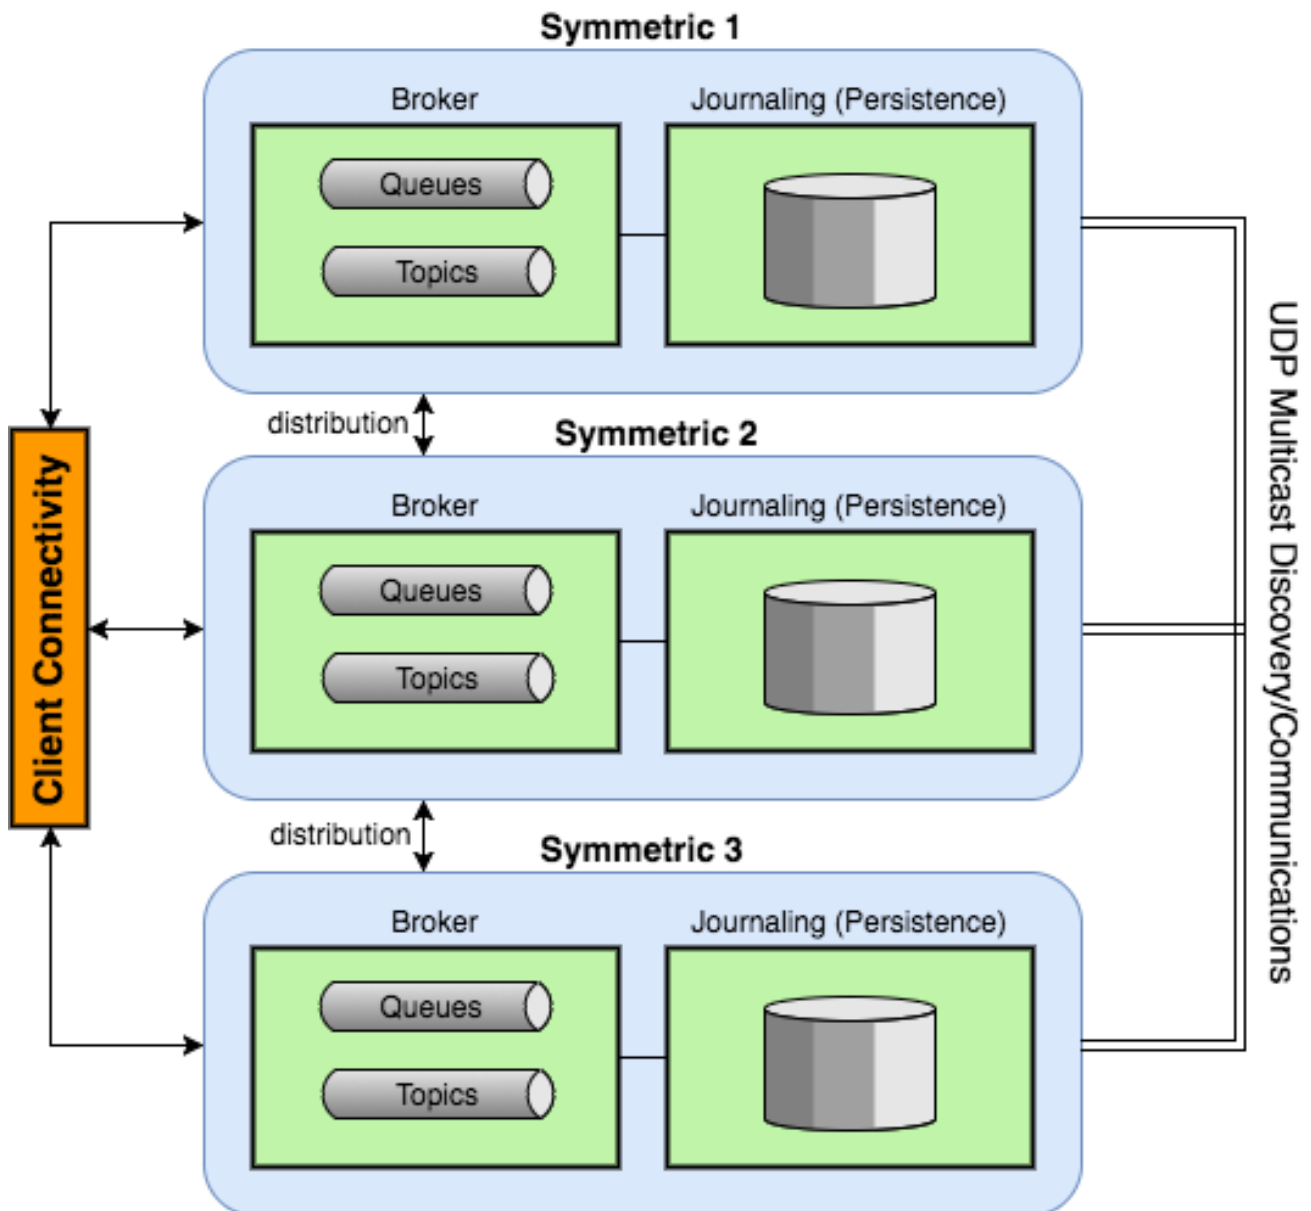 Symmetric 1
Broker
Journaling (Persistence)
Queues
Topics
distribution
Symmetric 2
Broker
Journaling (Persistence)
Queues
Topics
distribution
Symmetric 3
Broker
Journaling (Persistence)
Queues
Topics
Client Connectivity
UDP Multicast Discovery/Communications